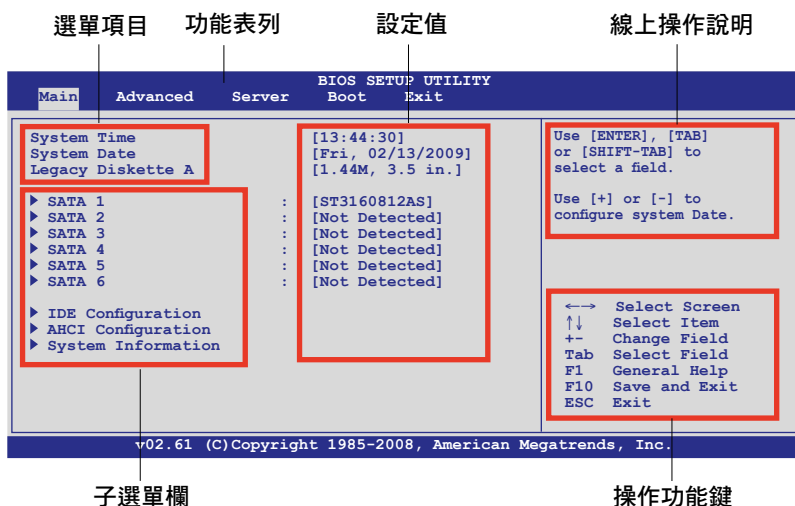 選單項目 功能表列 設定值 線上操作說明
BIOS SETUP UTILITY
Main Advanced Server Boot Exit
System Time [13:44:30]
System Date [Fri, 02/13/2009]
Legacy Diskette A [1.44M, 3.5 in.]
SATA 1 : [ST3160812AS]
SATA 2 : [Not Detected]
SATA 3 : [Not Detected]
SATA 4 : [Not Detected]
SATA 5 : [Not Detected]
SATA 6 : [Not Detected]
IDE Configuration
AHCI Configuration
System Information
Use [ENTER], [TAB]
or [SHIFT-TAB] to
select a field.
Use [+] or [-] to
configure system Date.
←→ Select Screen
↑↓ Select Item
+- Change Field
Tab Select Field
F1 General Help
F10 Save and Exit
ESC Exit
v02.61 (C)Copyright 1985-2008, American Megatrends, Inc.
子選單欄 操作功能鍵